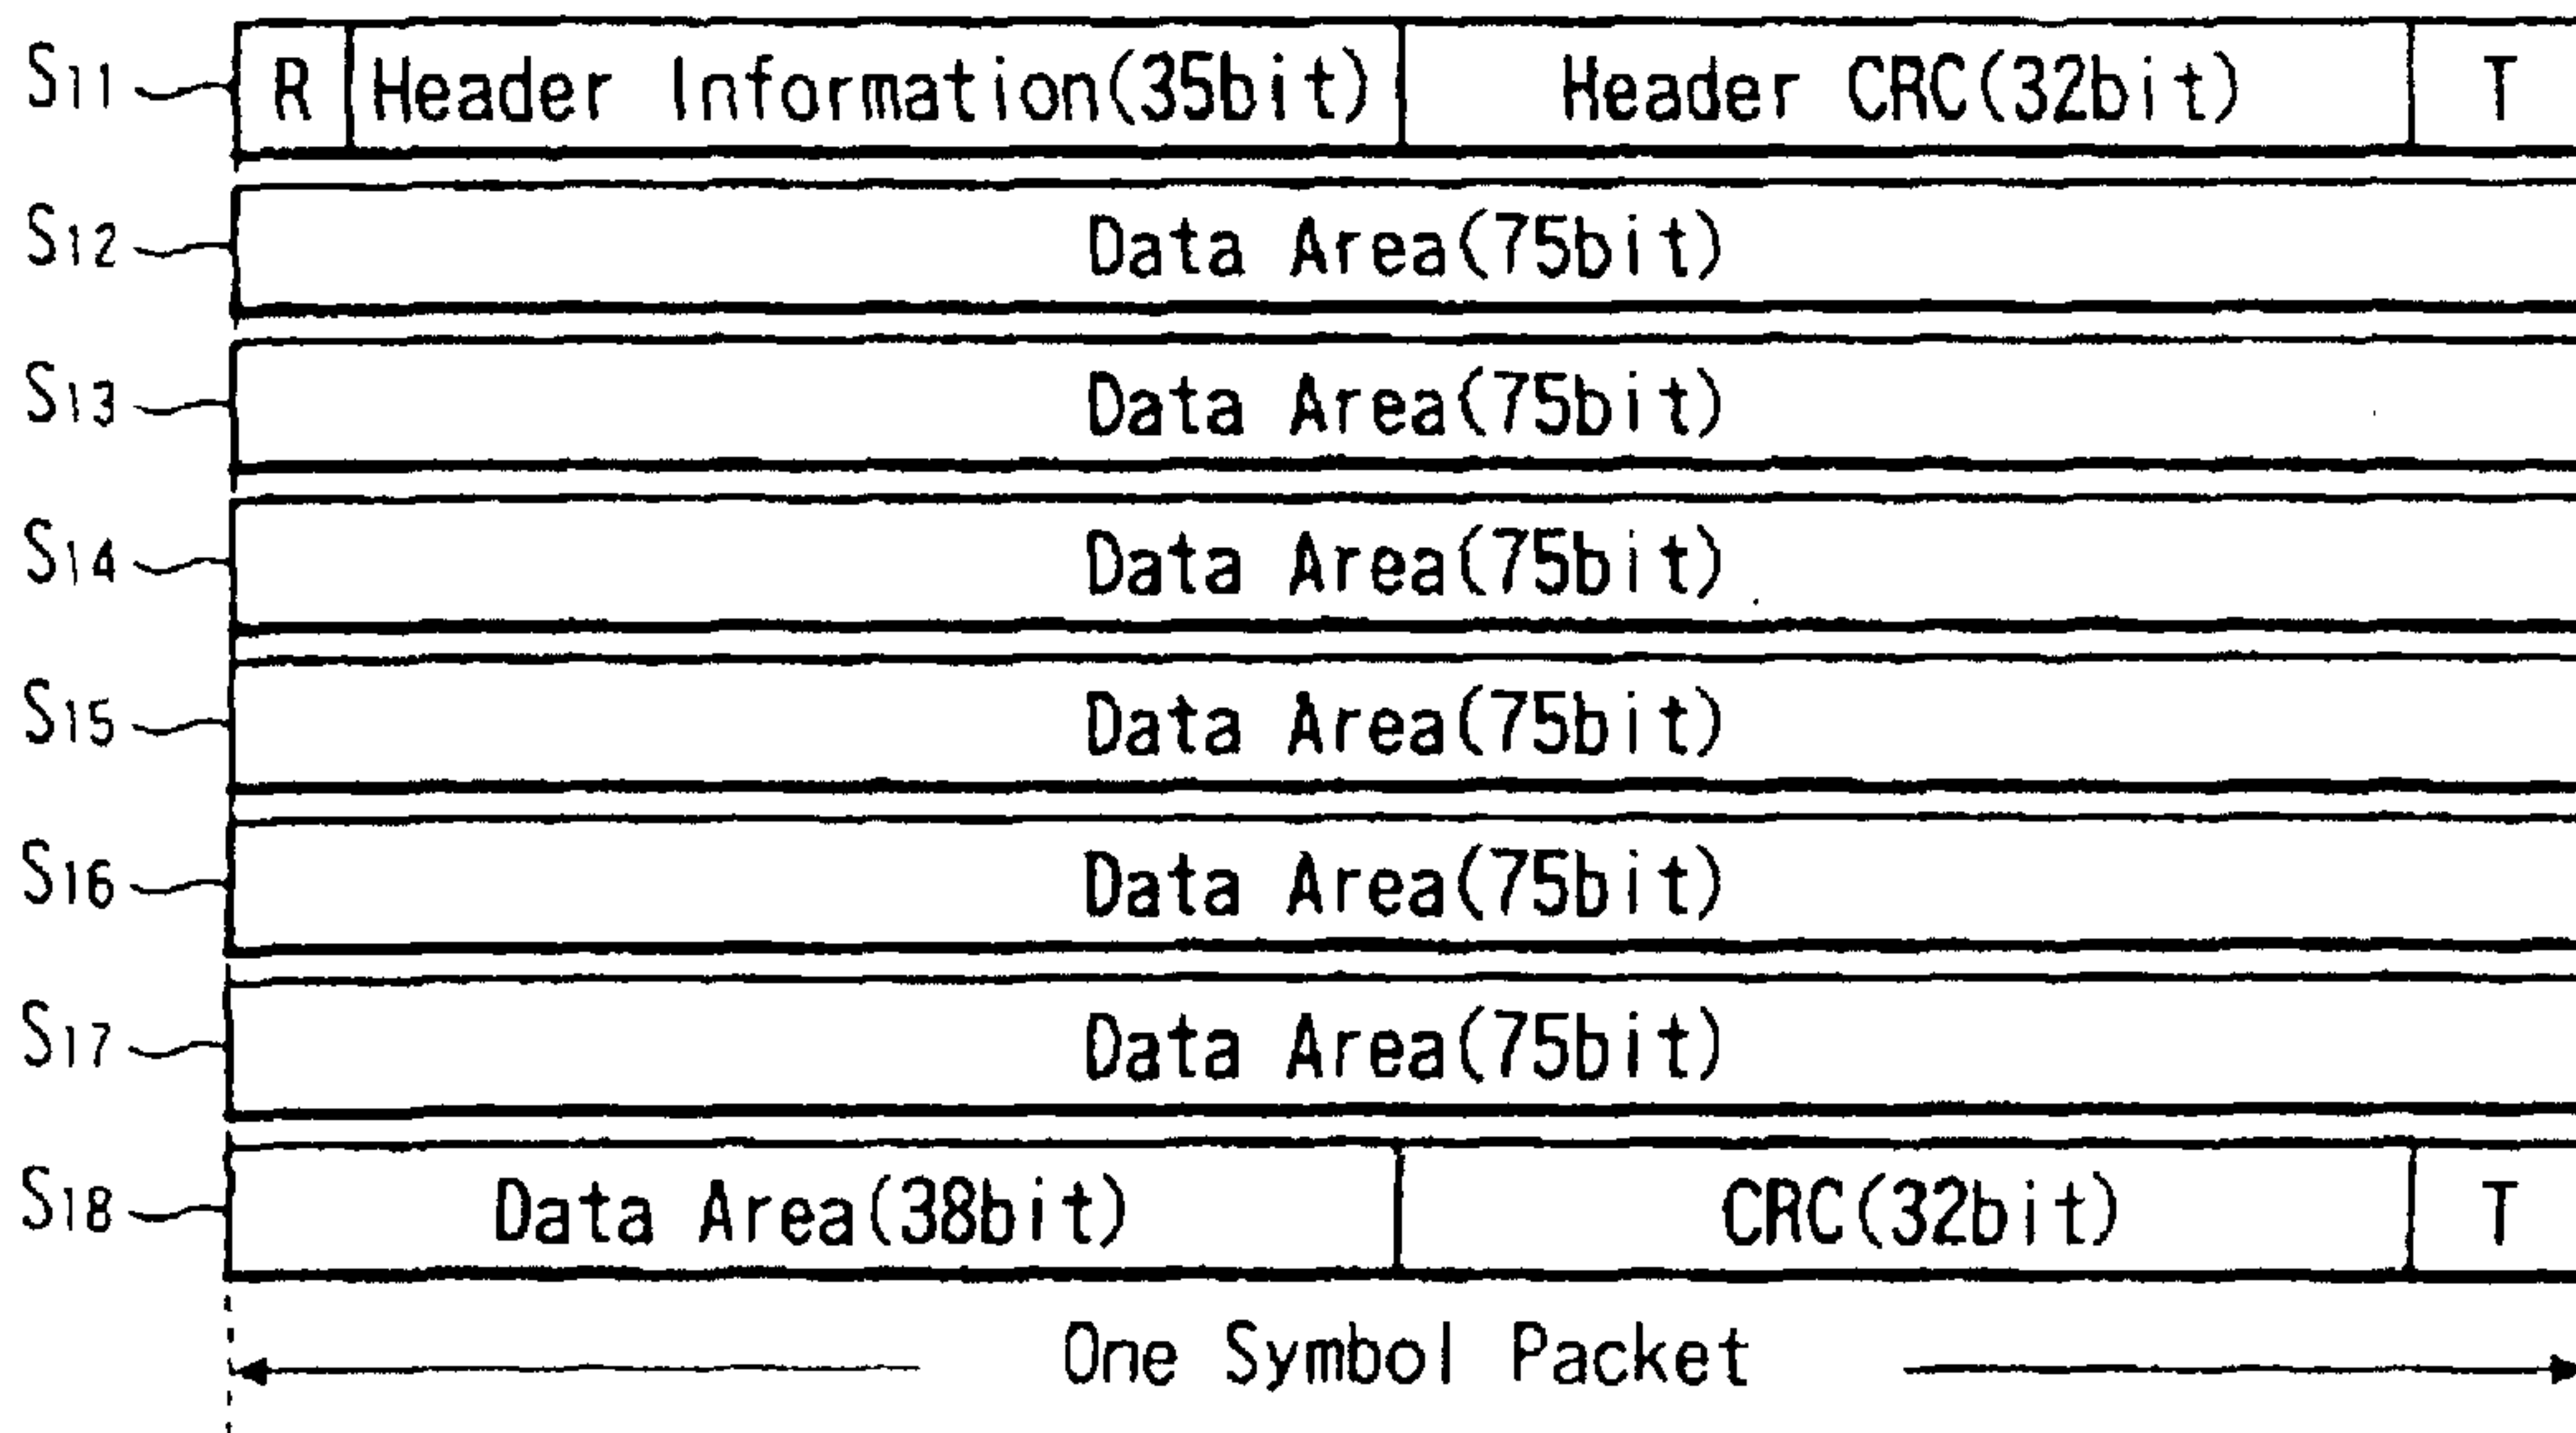 S11 R Header Information(35bit) Header CRC(32bit) T
S12 Data Area(75bit)
S13 Data Area(75bit)
S14 Data Area(75bit)
S15 Data Area(75bit)
S16 Data Area(75bit)
S17 Data Area(75bit)
S18 Data Area(38bit) CRC(32bit) T
One Symbol Packet